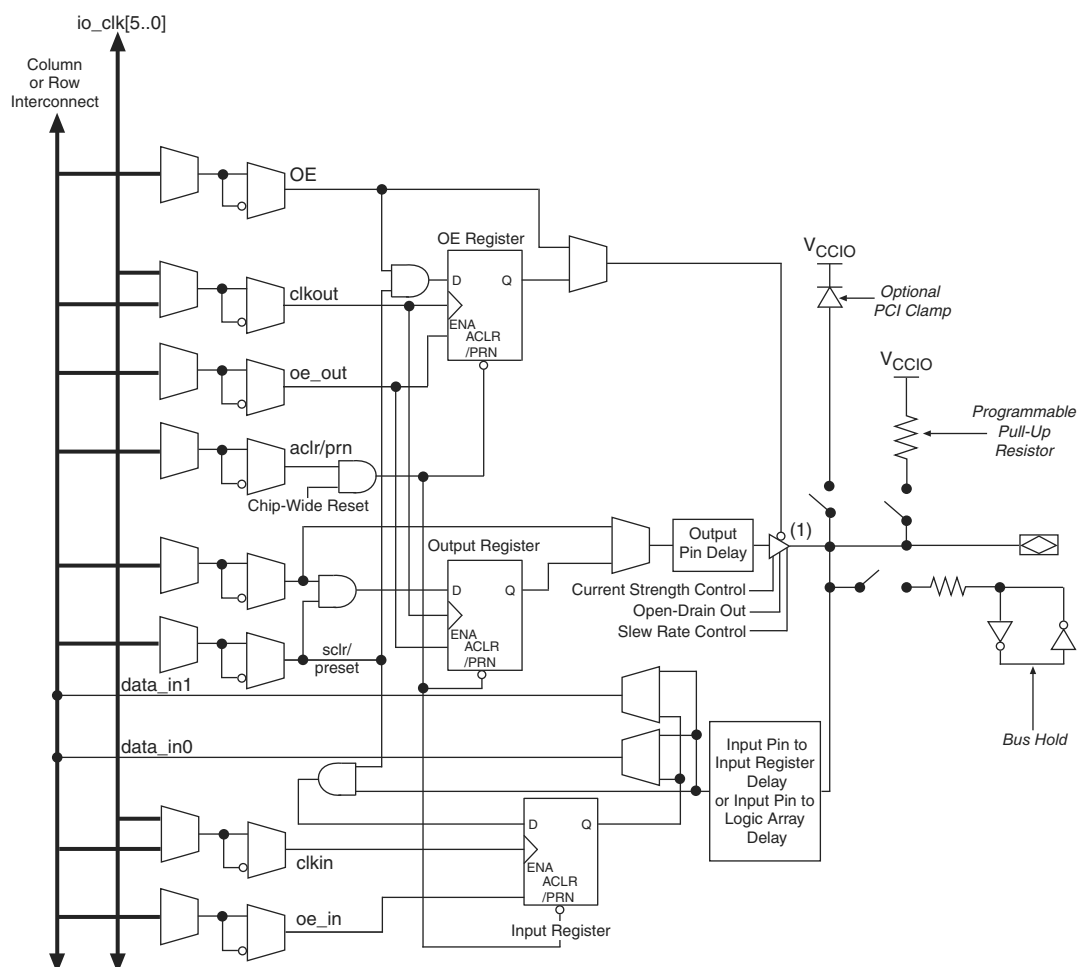 io_clk[5..0]
Column
or Row
Interconnect
OE
OE Register
D
Q
ENA
ACLR
/PRN
clkout
oe_out
aclr/prn
Chip-Wide Reset
VCCIO
Optional
PCI Clamp
VCCIO
Programmable
Pull-Up
Resistor
Output Register
D
Q
ENA
ACLR
/PRN
Output
Pin Delay
(1)
Current Strength Control
Open-Drain Out
Slew Rate Control
sclr/
preset
data_in1
data_in0
Bus Hold
Input Pin to
Input Register
Delay
or Input Pin to
Logic Array
Delay
D
Q
ENA
ACLR
/PRN
clkin
oe_in
Input Register